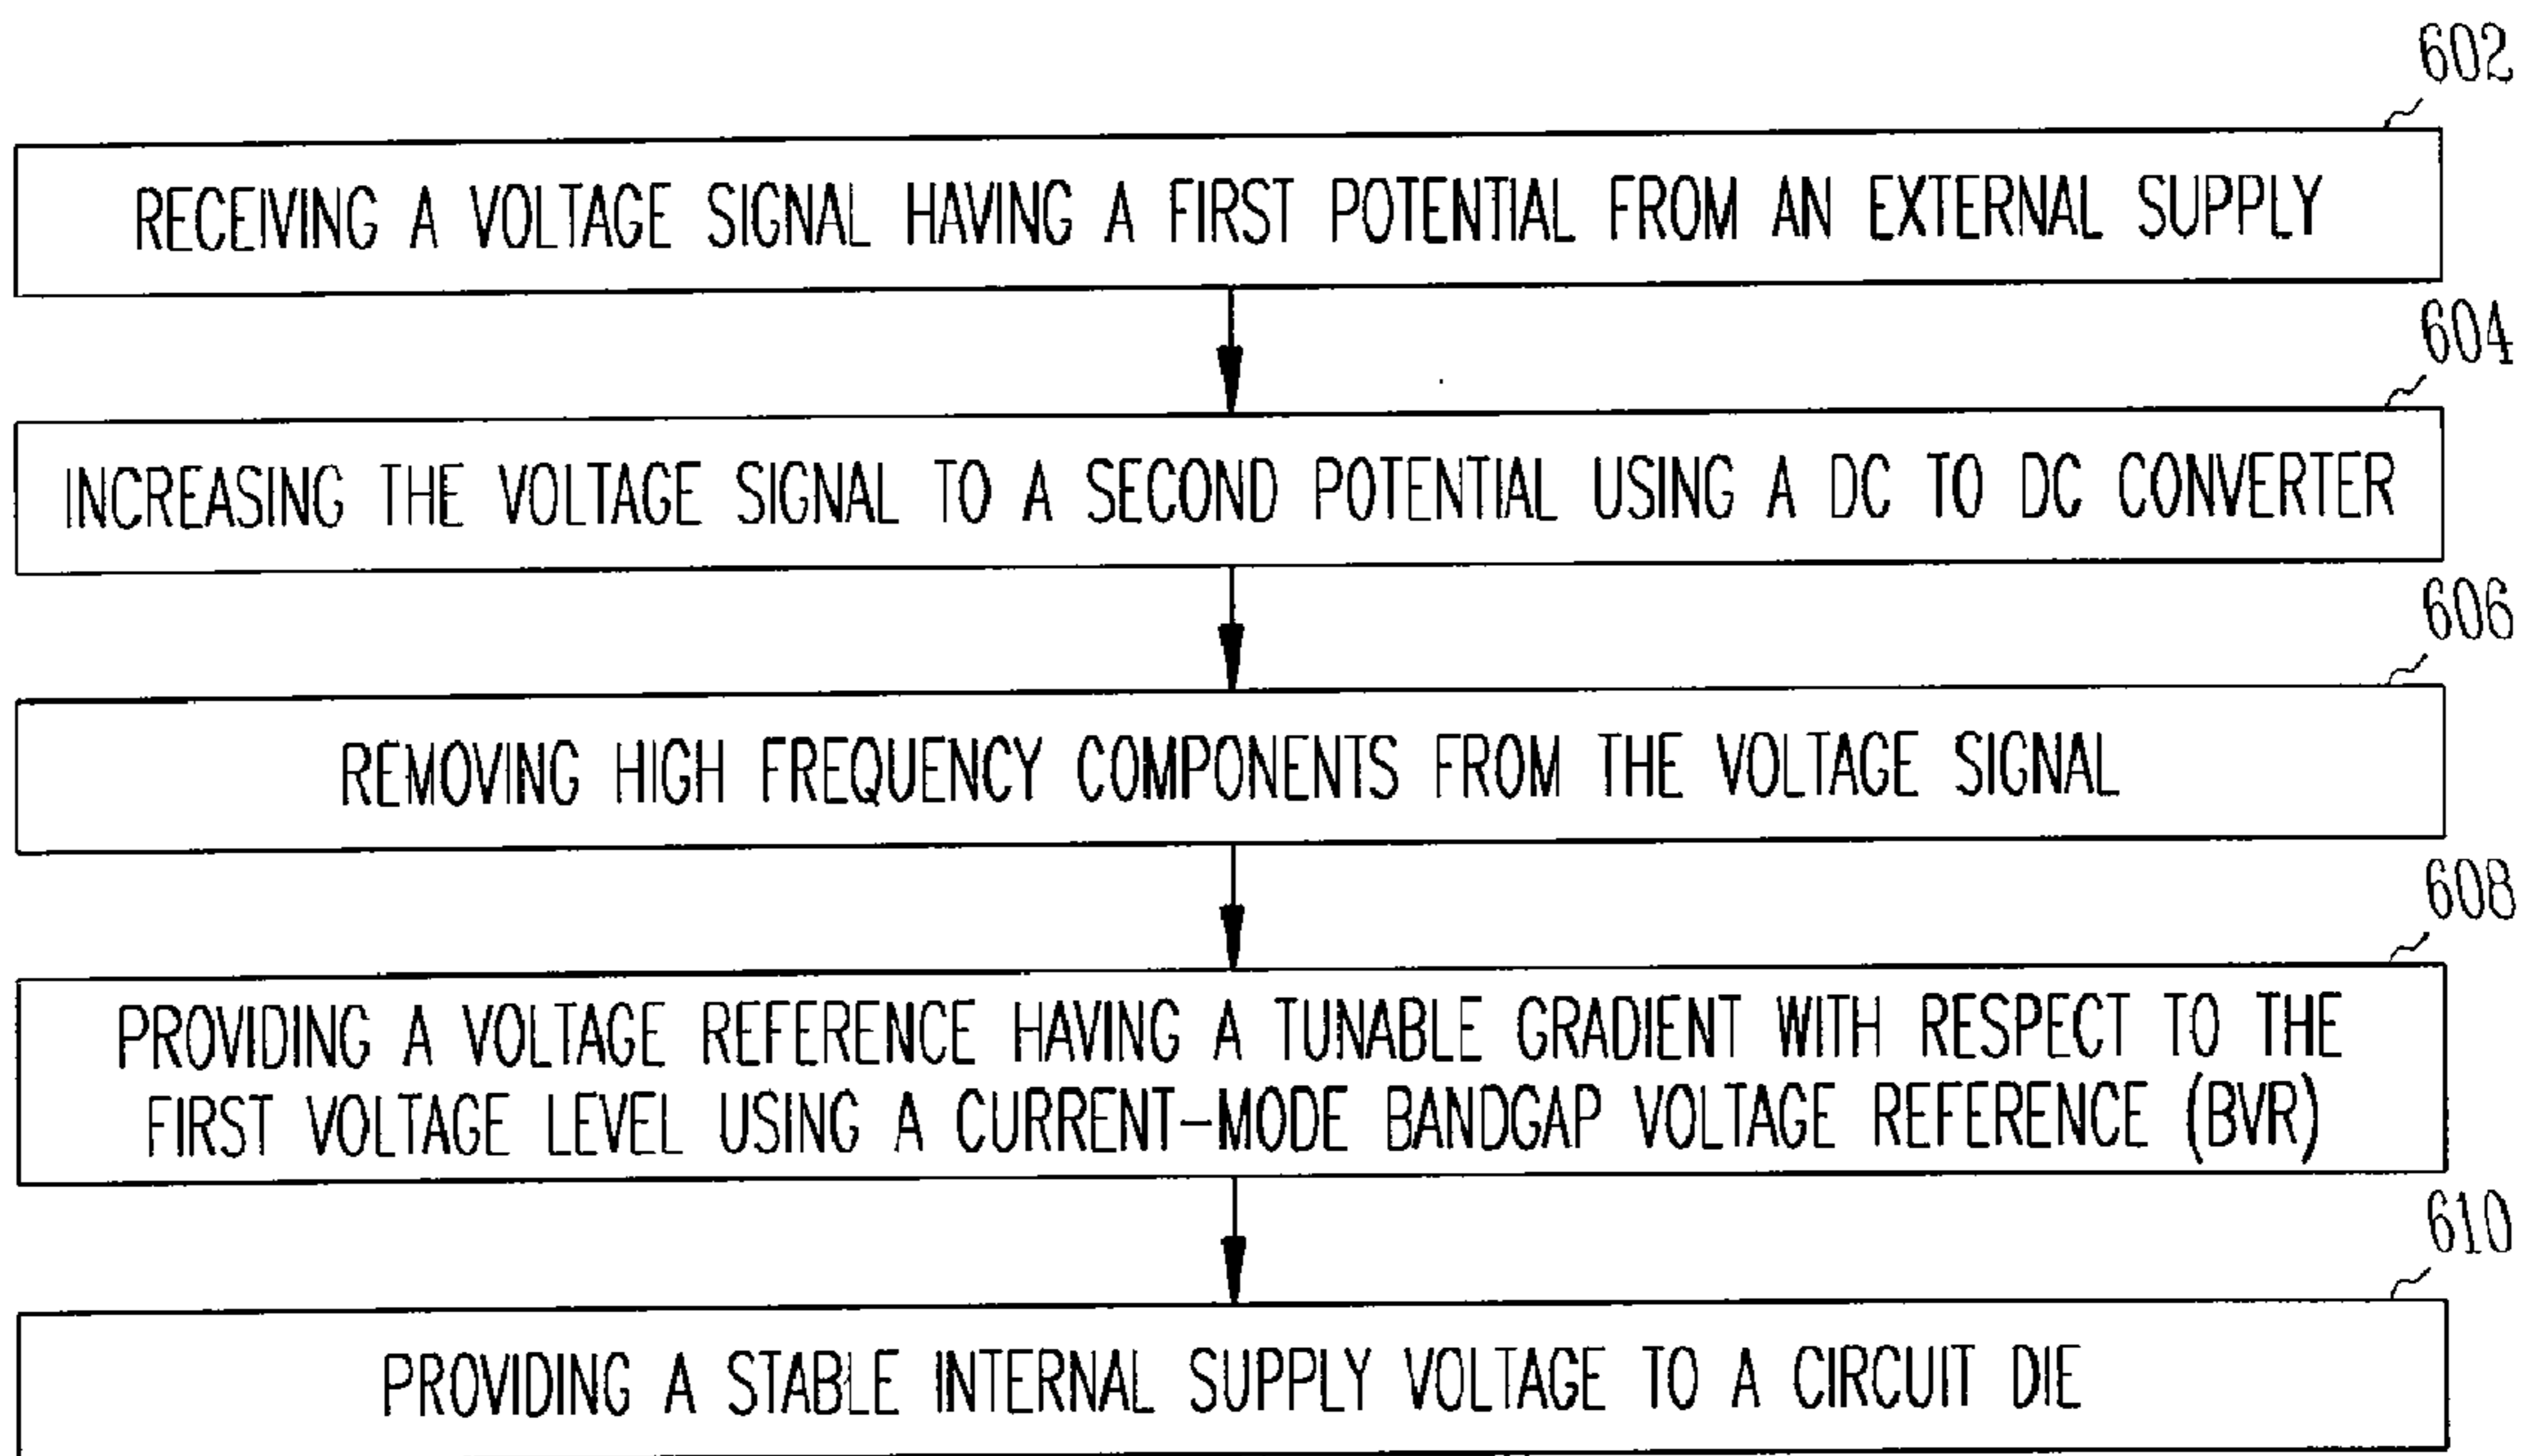 602
RECEIVING A VOLTAGE SIGNAL HAVING A FIRST POTENTIAL FROM AN EXTERNAL SUPPLY
604
INCREASING THE VOLTAGE SIGNAL TO A SECOND POTENTIAL USING A DC TO DC CONVERTER
606
REMOVING HIGH FREQUENCY COMPONENTS FROM THE VOLTAGE SIGNAL
608
PROVIDING A VOLTAGE REFERENCE HAVING A TUNABLE GRADIENT WITH RESPECT TO THE
FIRST VOLTAGE LEVEL USING A CURRENT-MODE BANDGAP VOLTAGE REFERENCE (BVR)
610
PROVIDING A STABLE INTERNAL SUPPLY VOLTAGE TO A CIRCUIT DIE